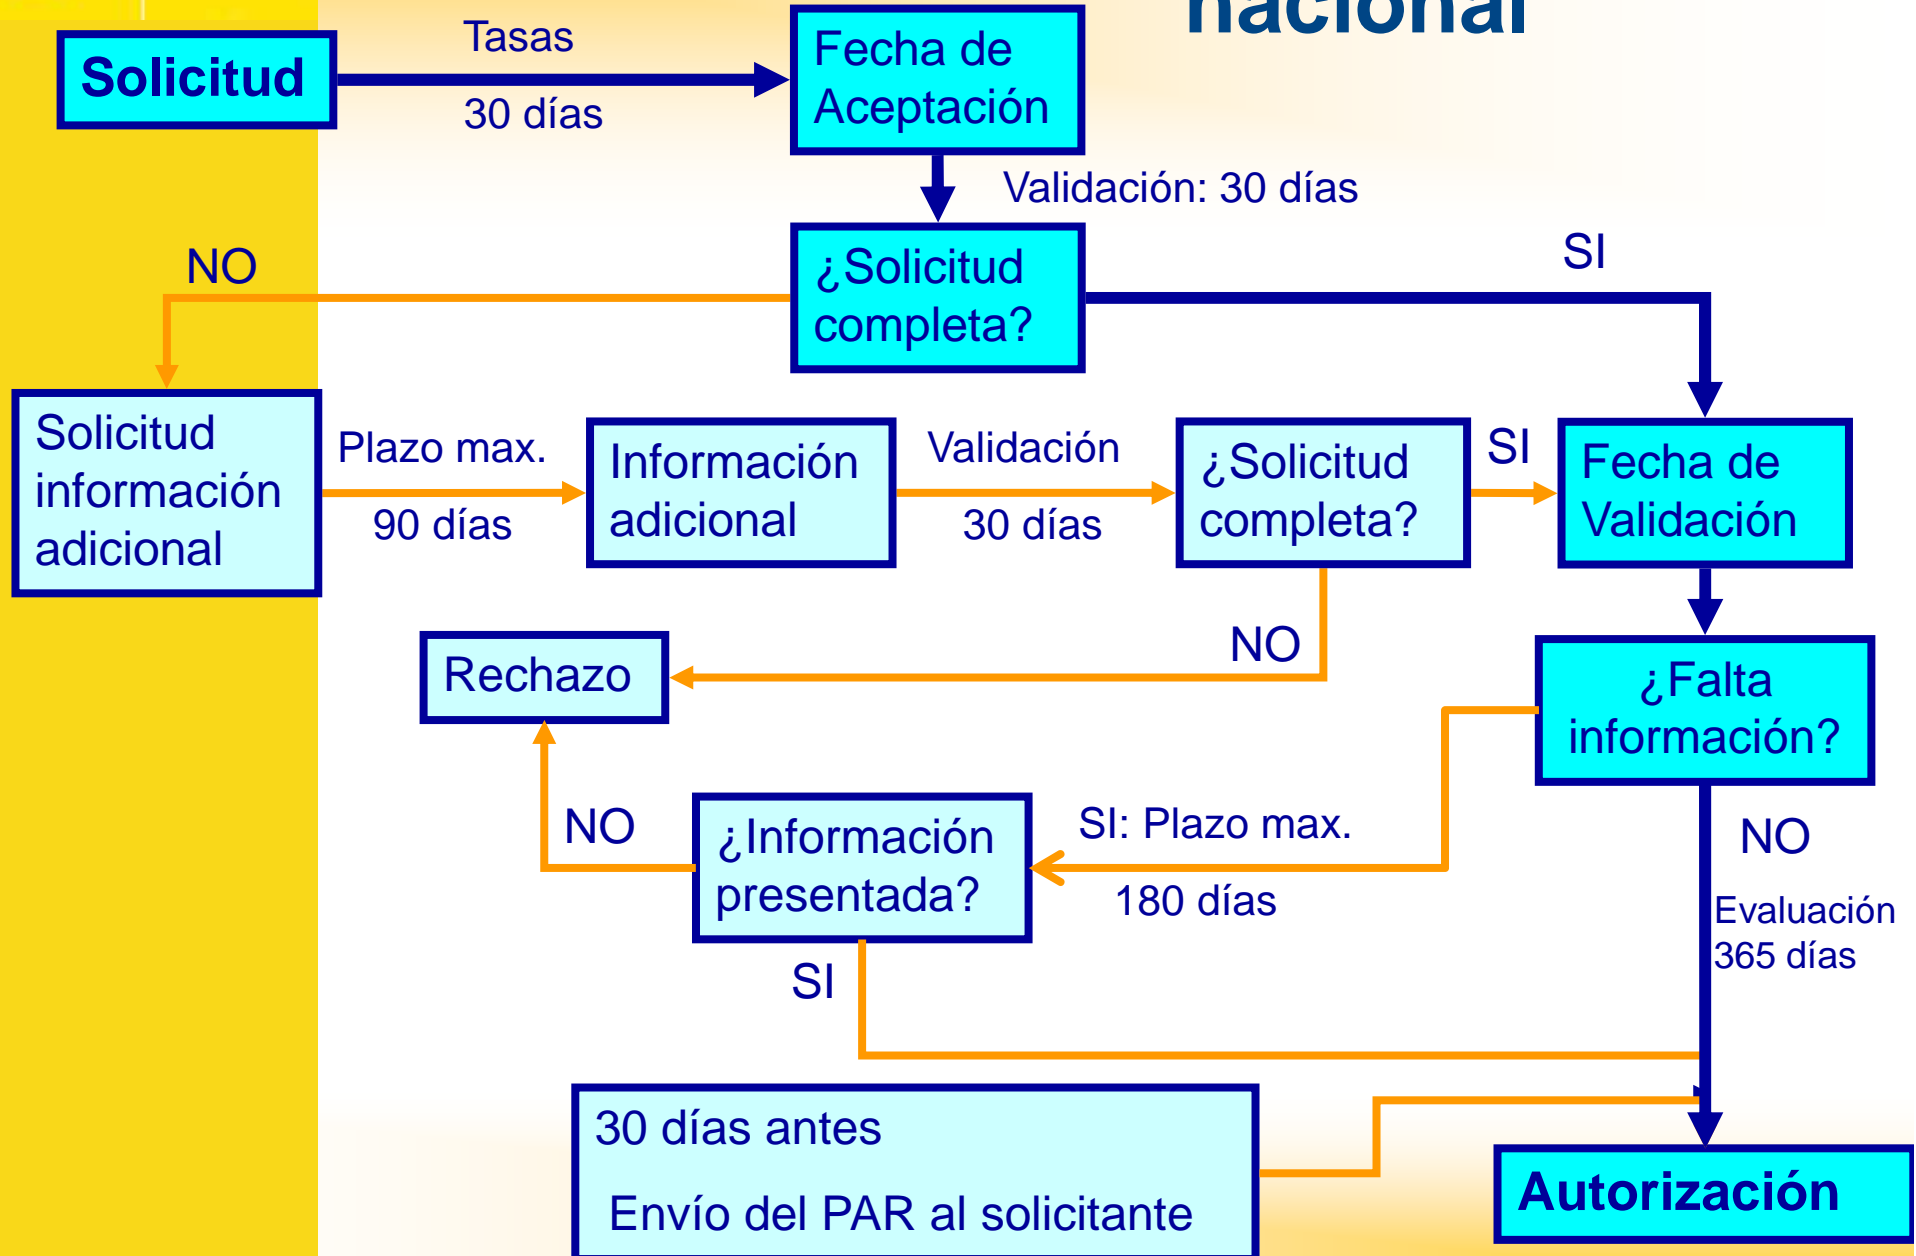 nacional
Solicitud
Tasas
30 días
Fecha de
Aceptación
Validación: 30 días
NO
¿Solicitud
completa?
SI
Solicitud
información
adicional
Plazo max.
90 días
Información
adicional
Validación
30 días
¿Solicitud
completa?
SI
Fecha de
Validación
NO
Rechazo
¿Falta
información?
NO
¿Información
presentada?
SI: Plazo max.
180 días
NO
Evaluación
365 días
SI
30 días antes
Envío del PAR al solicitante
Autorización